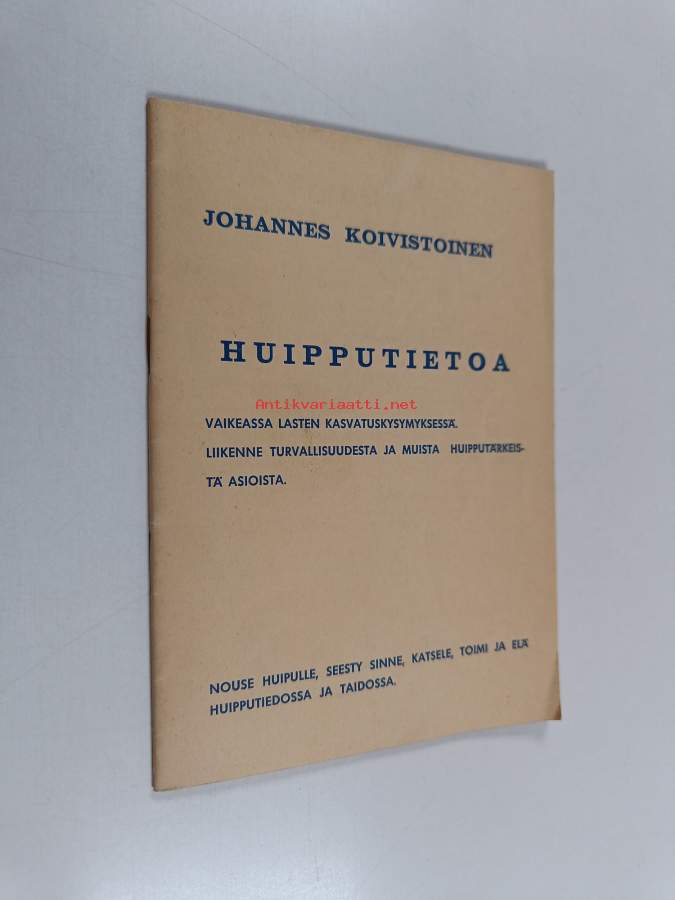 JOHANNES KOIVISTOINEN
HUIPPUTIETOA
Antikvariaatti.net
VAIKEASSA LASTEN KASVATUSKYSYMYKSESSÄ.
LIIKENNE TURVALLISUUDESTA JA MUISTA HUIPPUTÄRKEIS-
TÄ ASIOISTA.
NOUSE HUIPULLE, SEESTY SINNE, KATSELE, TOIMI JA ELÄ
HUIPPUTIEDOSSA JA TAIDOSSA.